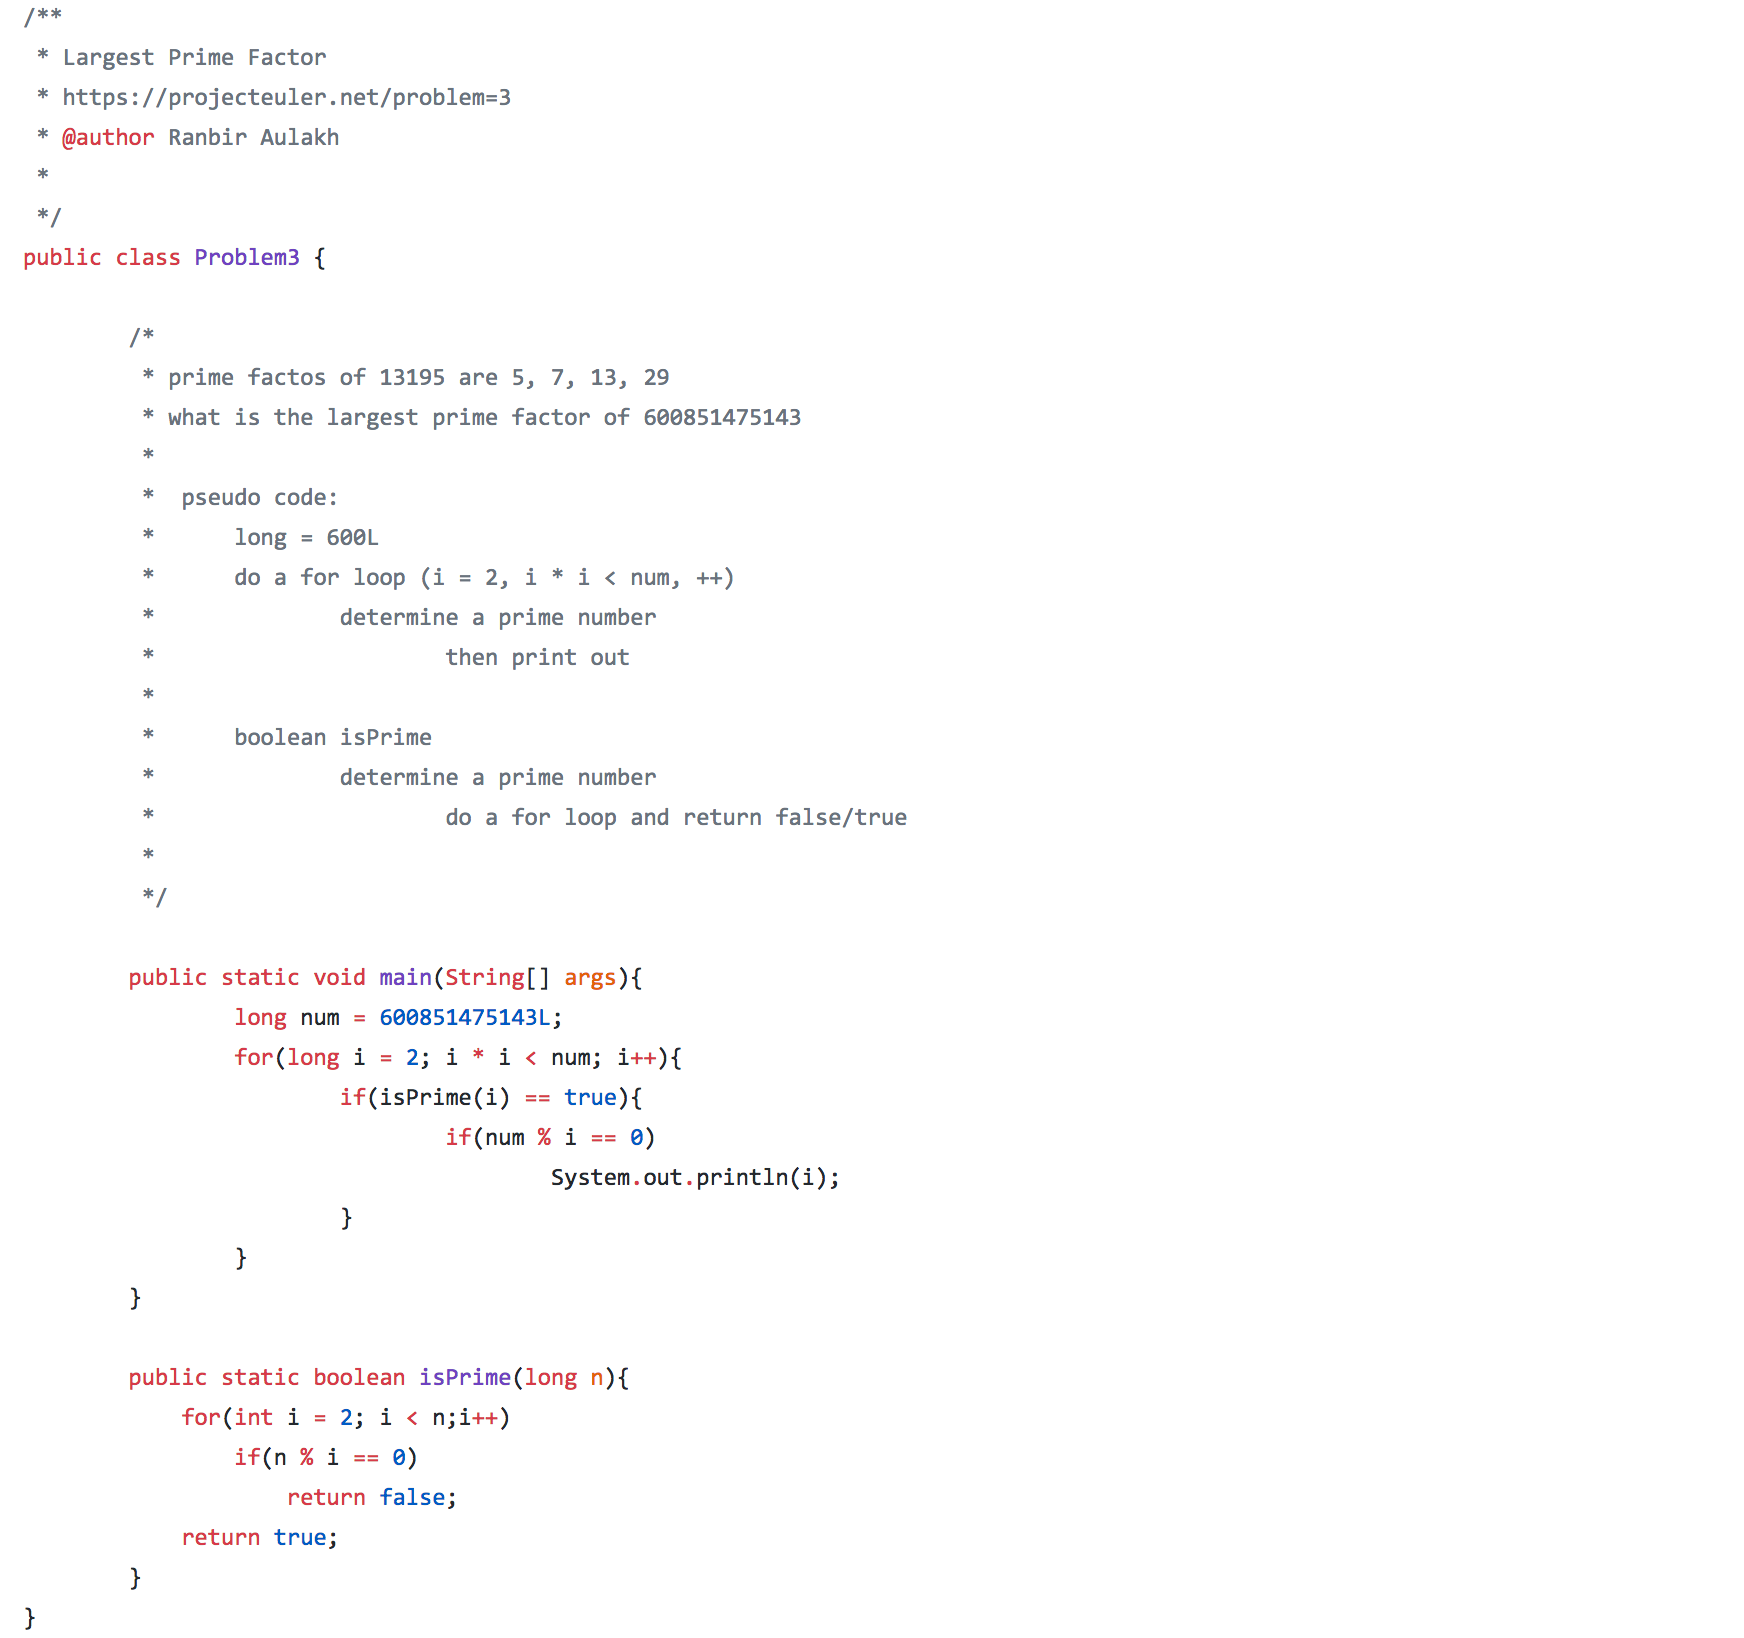 /**
 * Largest Prime Factor
 * https://projecteuler.net/problem=3
 * @author Ranbir Aulakh
 *
 */
public class Problem3 {

        /*
         * prime factos of 13195 are 5, 7, 13, 29
         * what is the largest prime factor of 600851475143
         *
         *  pseudo code:
         *      long = 600L
         *      do a for loop (i = 2, i * i < num, ++)
         *              determine a prime number
         *                      then print out
         *
         *      boolean isPrime
         *              determine a prime number
         *                      do a for loop and return false/true
         *
         */

        public static void main(String[] args){
                long num = 600851475143L;
                for(long i = 2; i * i < num; i++){
                        if(isPrime(i) == true){
                                if(num % i == 0)
                                        System.out.println(i);
                        }
                }
        }

        public static boolean isPrime(long n){
            for(int i = 2; i < n;i++)
                if(n % i == 0)
                    return false;
            return true;
        }
}